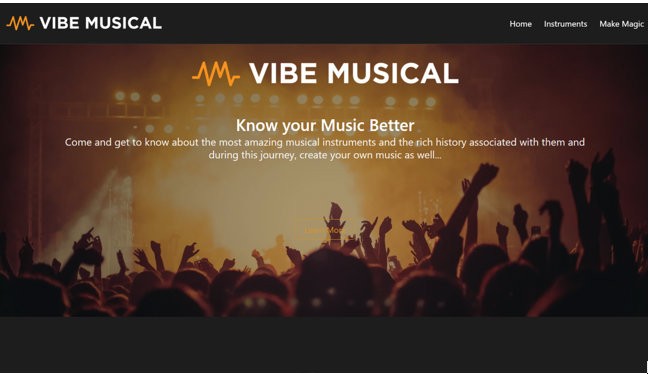 VIBE MUSICAL
Home Instruments Make Magic
VIBE MUSICAL
Know your Music Better
Come and get to know about the most amazing musical instruments and the rich history associated with them and
during this journey, create your own music as well...
Learn More